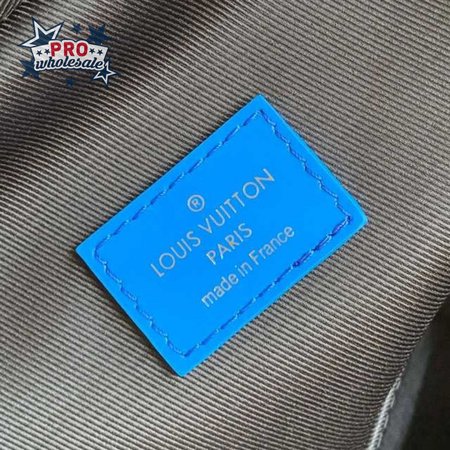 PRO
wholesale
®
LOUIS VUITTON
PARIS
made in France